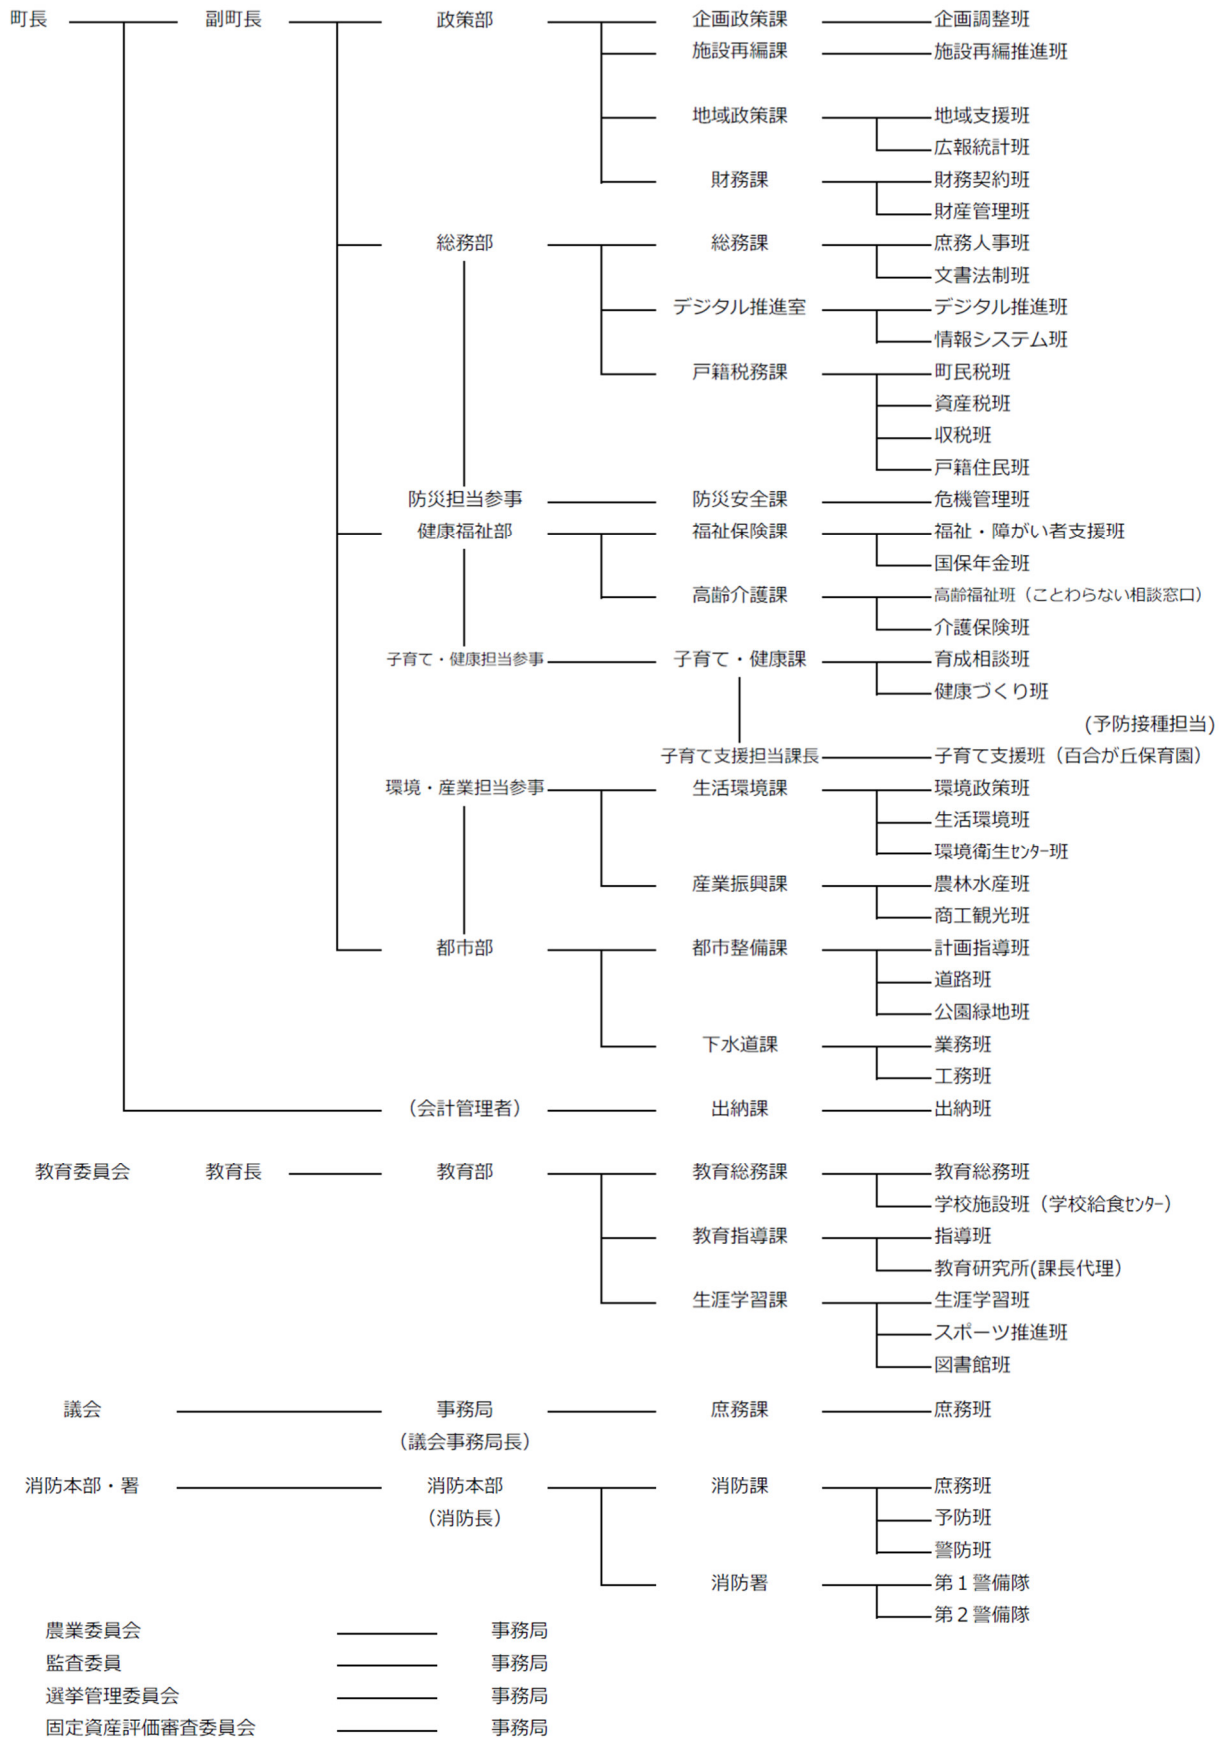 町長 副町長 政策部 企画政策課 企画調整班
施設再編課 施設再編推進班
地域政策課 地域支援班
広報統計班
財務課 財務契約班
財産管理班
総務部 総務課 庶務人事班
文書法制班
デジタル推進室 デジタル推進班
情報システム班
戸籍税務課 町民税班
資産税班
収税班
戸籍住民班
防災担当参事 防災安全課 危機管理班
健康福祉部 福祉保険課 福祉・障がい者支援班
国保年金班
高齢介護課 高齢福祉班（ことわらない相談窓口）
介護保険班
子育て・健康担当参事 子育て・健康課 育成相談班
健康づくり班
(予防接種担当)
子育て支援担当課長 子育て支援班（百合が丘保育園）
環境・産業担当参事 生活環境課 環境政策班
生活環境班
環境衛生ｾﾝﾀｰ班
産業振興課 農林水産班
商工観光班
都市部 都市整備課 計画指導班
道路班
公園緑地班
下水道課 業務班
工務班
（会計管理者） 出納課 出納班
教育委員会 教育長 教育部 教育総務課 教育総務班
学校施設班（学校給食ｾﾝﾀｰ）
教育指導課 指導班
教育研究所(課長代理）
生涯学習課 生涯学習班
スポーツ推進班
図書館班
議会 事務局 庶務課 庶務班
（議会事務局長）
消防本部・署 消防本部 消防課 庶務班
（消防長） 予防班
警防班
消防署 第１警備隊
第２警備隊
農業委員会 事務局
監査委員 事務局
選挙管理委員会 事務局
固定資産評価審査委員会 事務局